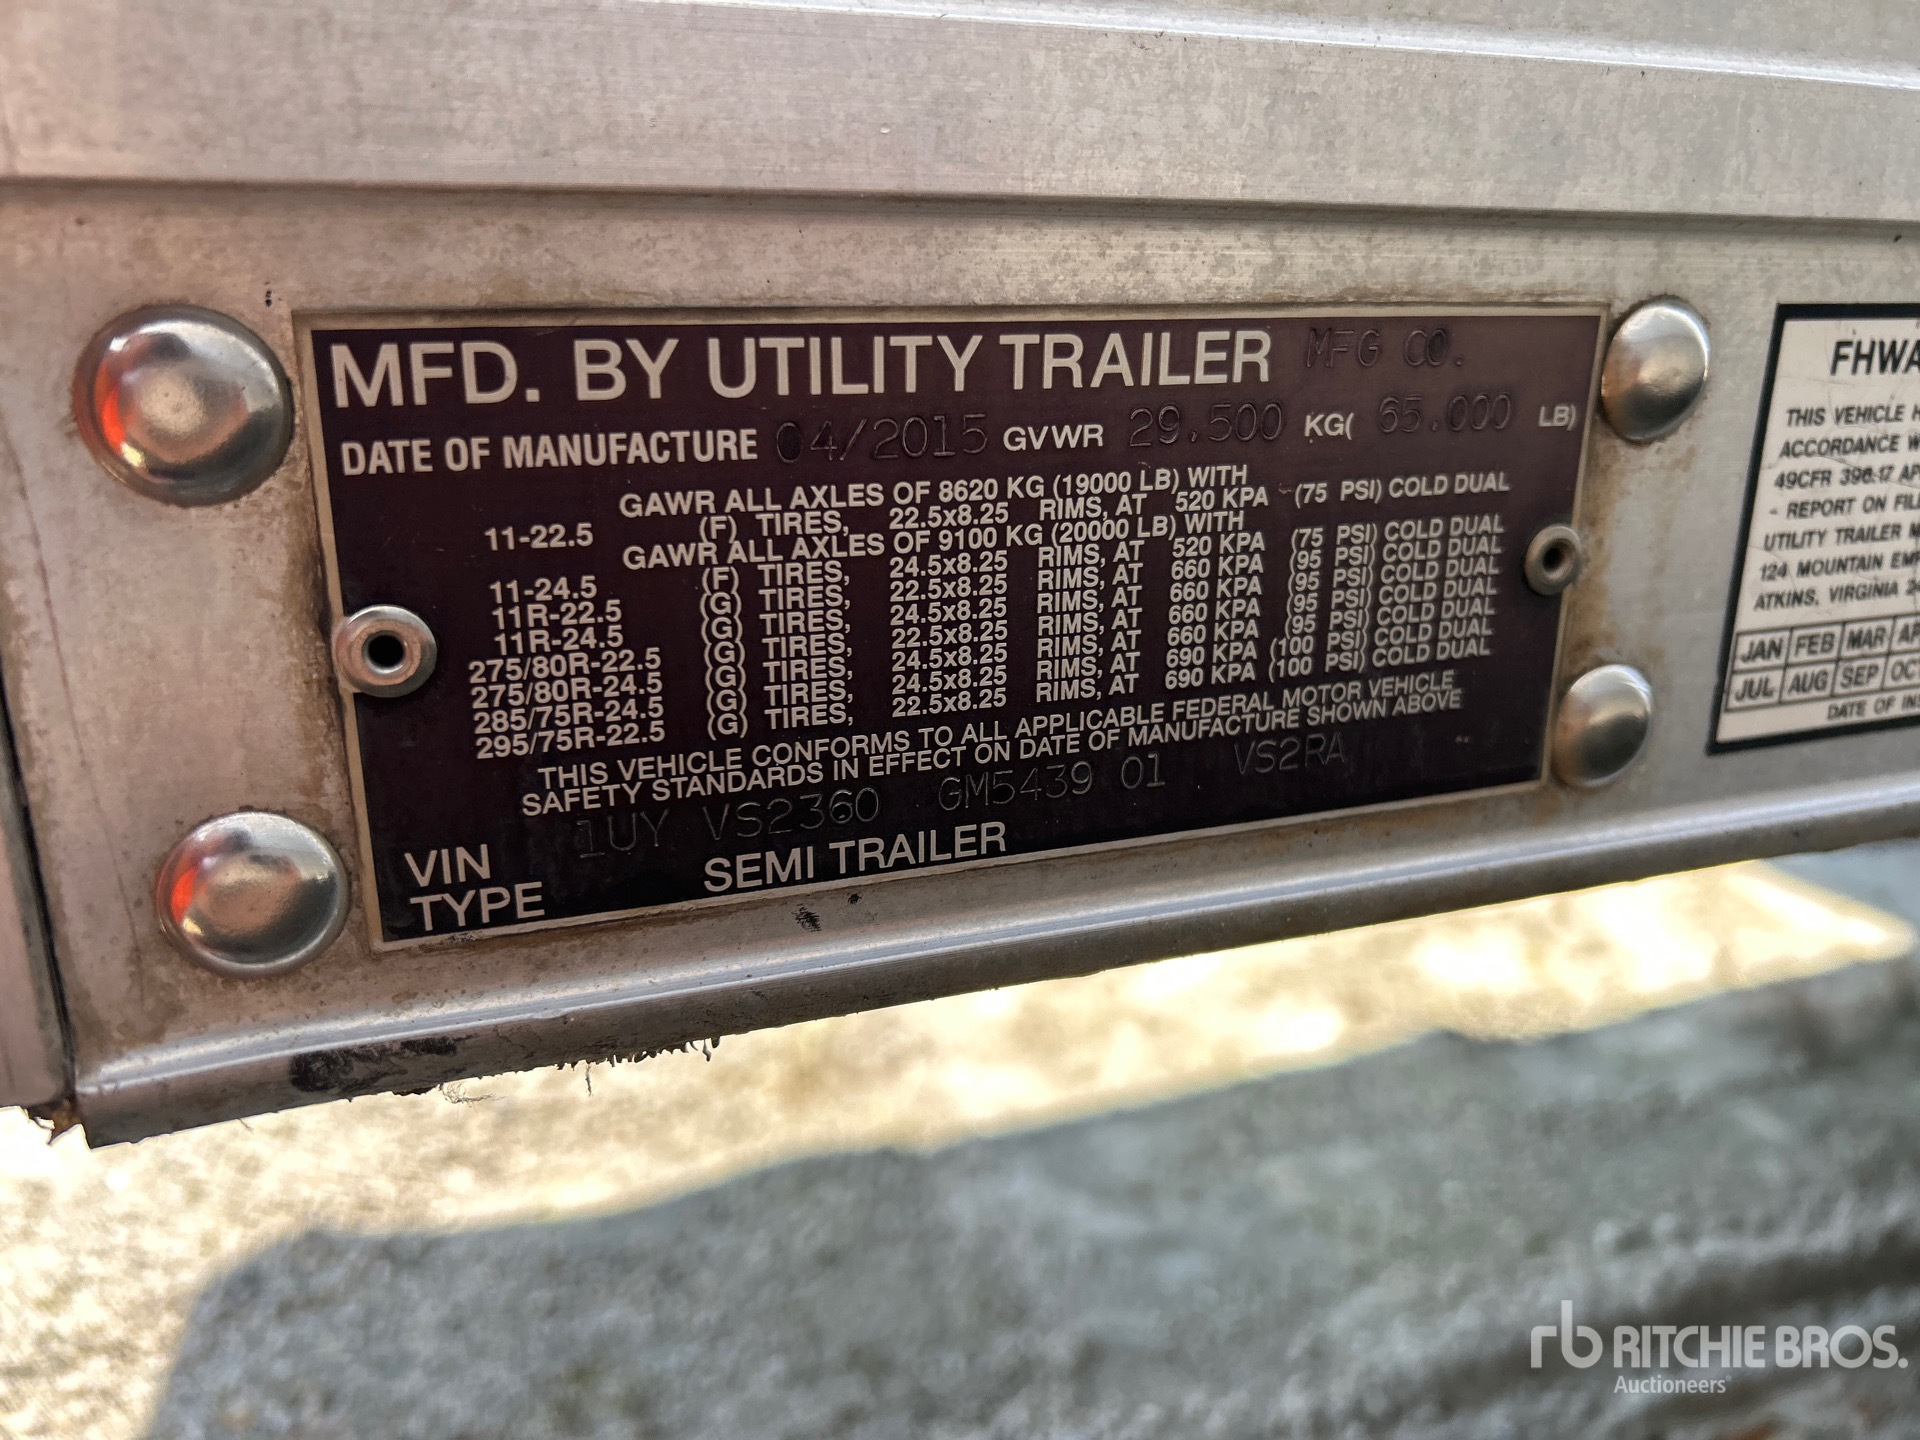 MFD. BY UTILITY TRAILER MFG CO.
DATE OF MANUFACTURE 04/2015 GVWR 29.500 KG( 65.000 LB)
GAWR ALL AXLES OF 8620 KG (19000 LB) WITH
11-22.5 (F) TIRES, 22.5x8.25 RIMS, AT 520 KPA (75 PSI) COLD DUAL
GAWR ALL AXLES OF 9100 KG (20000 LB) WITH
11-24.5 (F) TIRES, 24.5x8.25 RIMS, AT 520 KPA (75 PSI) COLD DUAL
11R-22.5 (G) TIRES, 22.5x8.25 RIMS, AT 660 KPA (95 PSI) COLD DUAL
11R-24.5 (G) TIRES, 24.5x8.25 RIMS, AT 660 KPA (95 PSI) COLD DUAL
275/80R-22.5 (G) TIRES, 22.5x8.25 RIMS, AT 660 KPA (95 PSI) COLD DUAL
275/80R-24.5 (G) TIRES, 24.5x8.25 RIMS, AT 660 KPA (95 PSI) COLD DUAL
285/75R-24.5 (G) TIRES, 24.5x8.25 RIMS, AT 690 KPA (100 PSI) COLD DUAL
295/75R-22.5 (G) TIRES, 22.5x8.25 RIMS, AT 690 KPA (100 PSI) COLD DUAL
THIS VEHICLE CONFORMS TO ALL APPLICABLE FEDERAL MOTOR VEHICLE
SAFETY STANDARDS IN EFFECT ON DATE OF MANUFACTURE SHOWN ABOVE
VIN 1UY VS2360 GM5439 01 VS2RA
TYPE SEMI TRAILER
FHWA
THIS VEHICLE
ACCORDANCE
49CFR 396.17
- REPORT ON
UTILITY TRAILER
124 MOUNTAIN
ATKINS, VIRGINIA
JAN FEB MAR
JUL AUG SEP
DATE OF
rb RITCHIE BROS.
Auctioneers